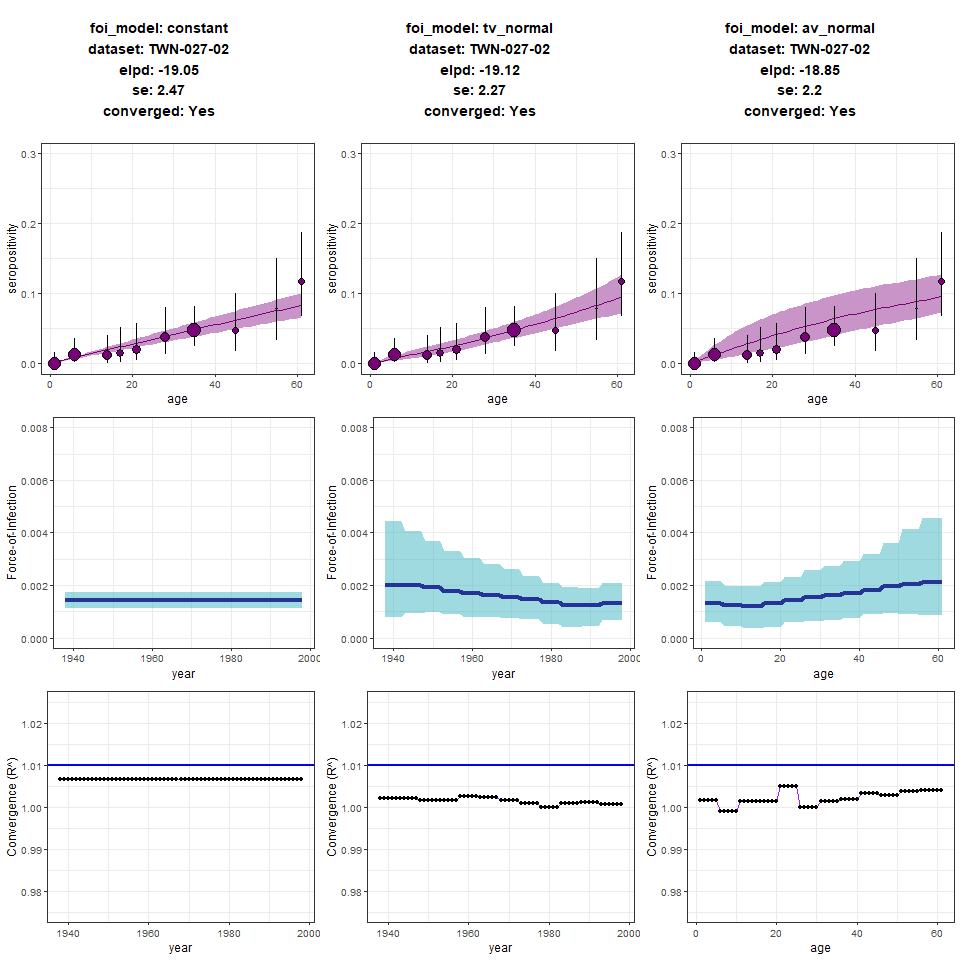 foi_model: constant
dataset: TWN-027-02
elpd: -19.05
se: 2.47
converged: Yes
foi_model: tv_normal
dataset: TWN-027-02
elpd: -19.12
se: 2.27
converged: Yes
foi_model: av_normal
dataset: TWN-027-02
elpd: -18.85
se: 2.2
converged: Yes
seropositivity
0.3
0.2
0.1
0.0
0 20 40 60
age
seropositivity
0.3
0.2
0.1
0.0
0 20 40 60
age
seropositivity
0.3
0.2
0.1
0.0
0 20 40 60
age
Force-of-Infection
0.008
0.006
0.004
0.002
0.000
1940 1960 1980 2000
year
Force-of-Infection
0.008
0.006
0.004
0.002
0.000
1940 1960 1980 2000
year
Force-of-Infection
0.008
0.006
0.004
0.002
0.000
0 20 40 60
age
Convergence (R^)
1.02
1.01
1.00
0.99
0.98
1940 1960 1980 2000
year
Convergence (R^)
1.02
1.01
1.00
0.99
0.98
1940 1960 1980 2000
year
Convergence (R^)
1.02
1.01
1.00
0.99
0.98
0 20 40 60
age